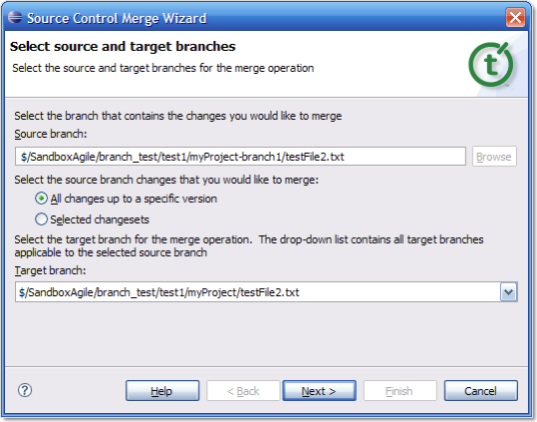 Source Control Merge Wizard
Select source and target branches
Select the source and target branches for the merge operation
t
Select the branch that contains the changes you would like to merge
Source branch:
$/SandboxAgile/branch_test/test1/myProject-branch1/testFile2.txt
Browse
Select the source branch changes that you would like to merge:
All changes up to a specific version
Selected changesets
Select the target branch for the merge operation.  The drop-down list contains all target branches
applicable to the selected source branch
Target branch:
$/SandboxAgile/branch_test/test1/myProject/testFile2.txt
? Help < Back Next > Finish Cancel